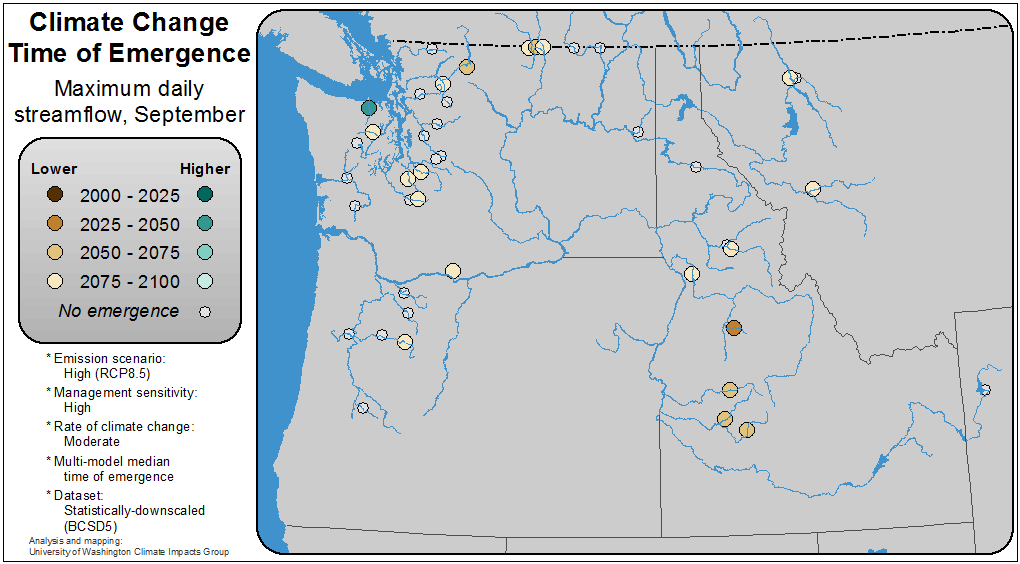 Climate Change
Time of Emergence
Maximum daily
streamflow, September
Lower Higher
2000 - 2025
2025 - 2050
2050 - 2075
2075 - 2100
No emergence
* Emission scenario:
High (RCP8.5)
* Management sensitivity:
High
* Rate of climate change:
Moderate
* Multi-model median
time of emergence
* Dataset:
Statistically-downscaled
(BCSD5)
Analysis and mapping:
University of Washington Climate Impacts Group